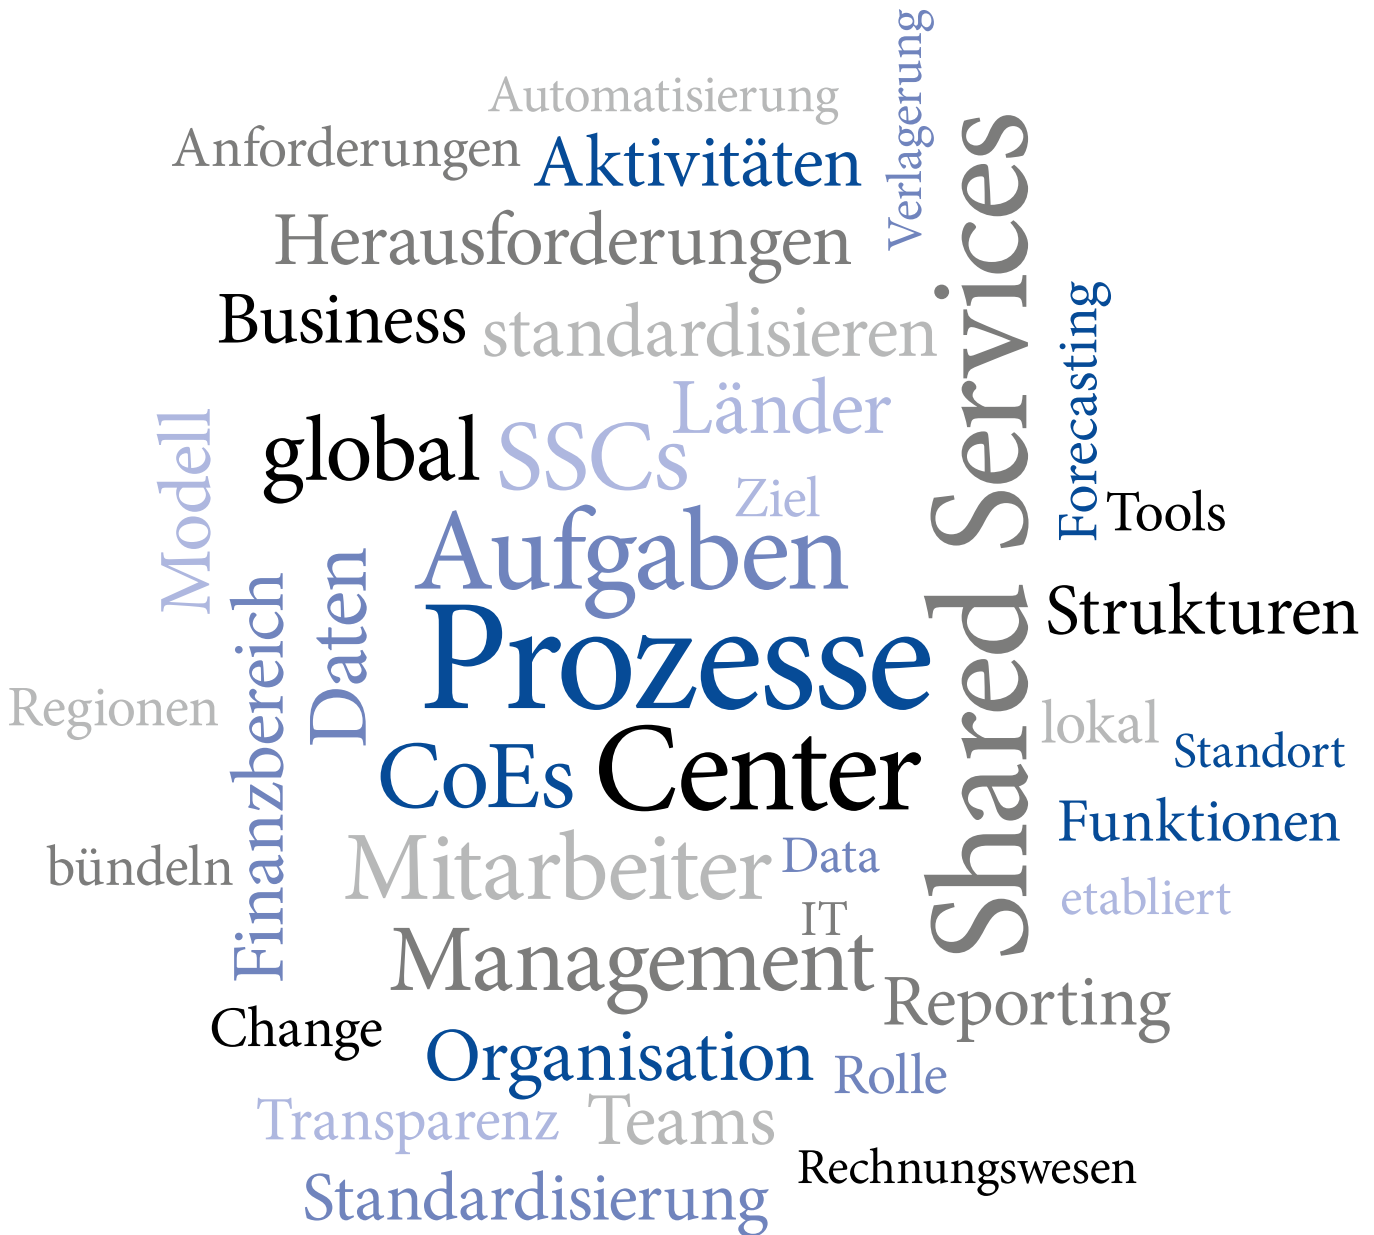 Verlagerung
Automatisierung
Anforderungen
Aktivitäten
Herausforderungen
Shared Services
Business
standardisieren
Forecasting
Länder
Modell
global
SSCs
Ziel
Tools
Aufgaben
Daten
Finanzbereich
Strukturen
Prozesse
Regionen
lokal
Standort
CoEs
Center
Funktionen
bündeln
Mitarbeiter
Data
etabliert
IT
Management
Reporting
Change
Organisation
Rolle
Transparenz
Teams
Rechnungswesen
Standardisierung